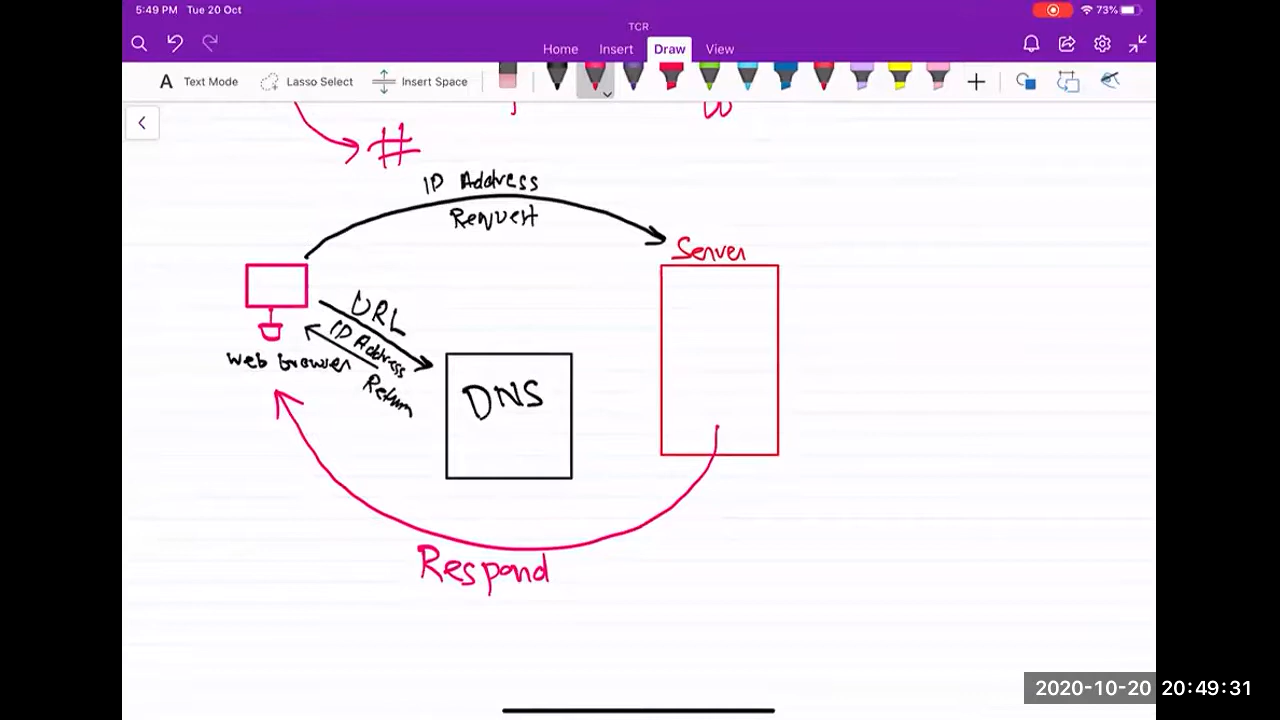 5:49 PM Tue 20 Oct
73%
TCR
Home Insert Draw View
A Text Mode Lasso Select Insert Space
#
IP Address
Request
Server
URL
IP Address
Return
Web browser
DNS
Respond
2020-10-20 20:49:31